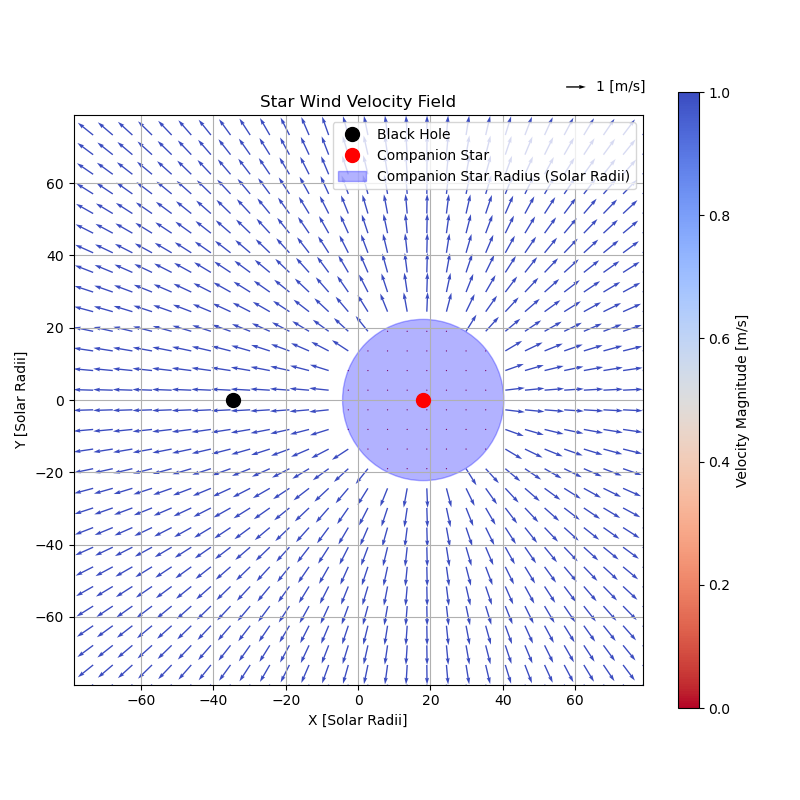 1 [m/s]
Star Wind Velocity Field
Black Hole
Companion Star
Companion Star Radius (Solar Radii)
60
40
20
0
−20
−40
−60
Y [Solar Radii]
−60 −40 −20 0 20 40 60
X [Solar Radii]
1.0
0.8
0.6
0.4
0.2
0.0
Velocity Magnitude [m/s]